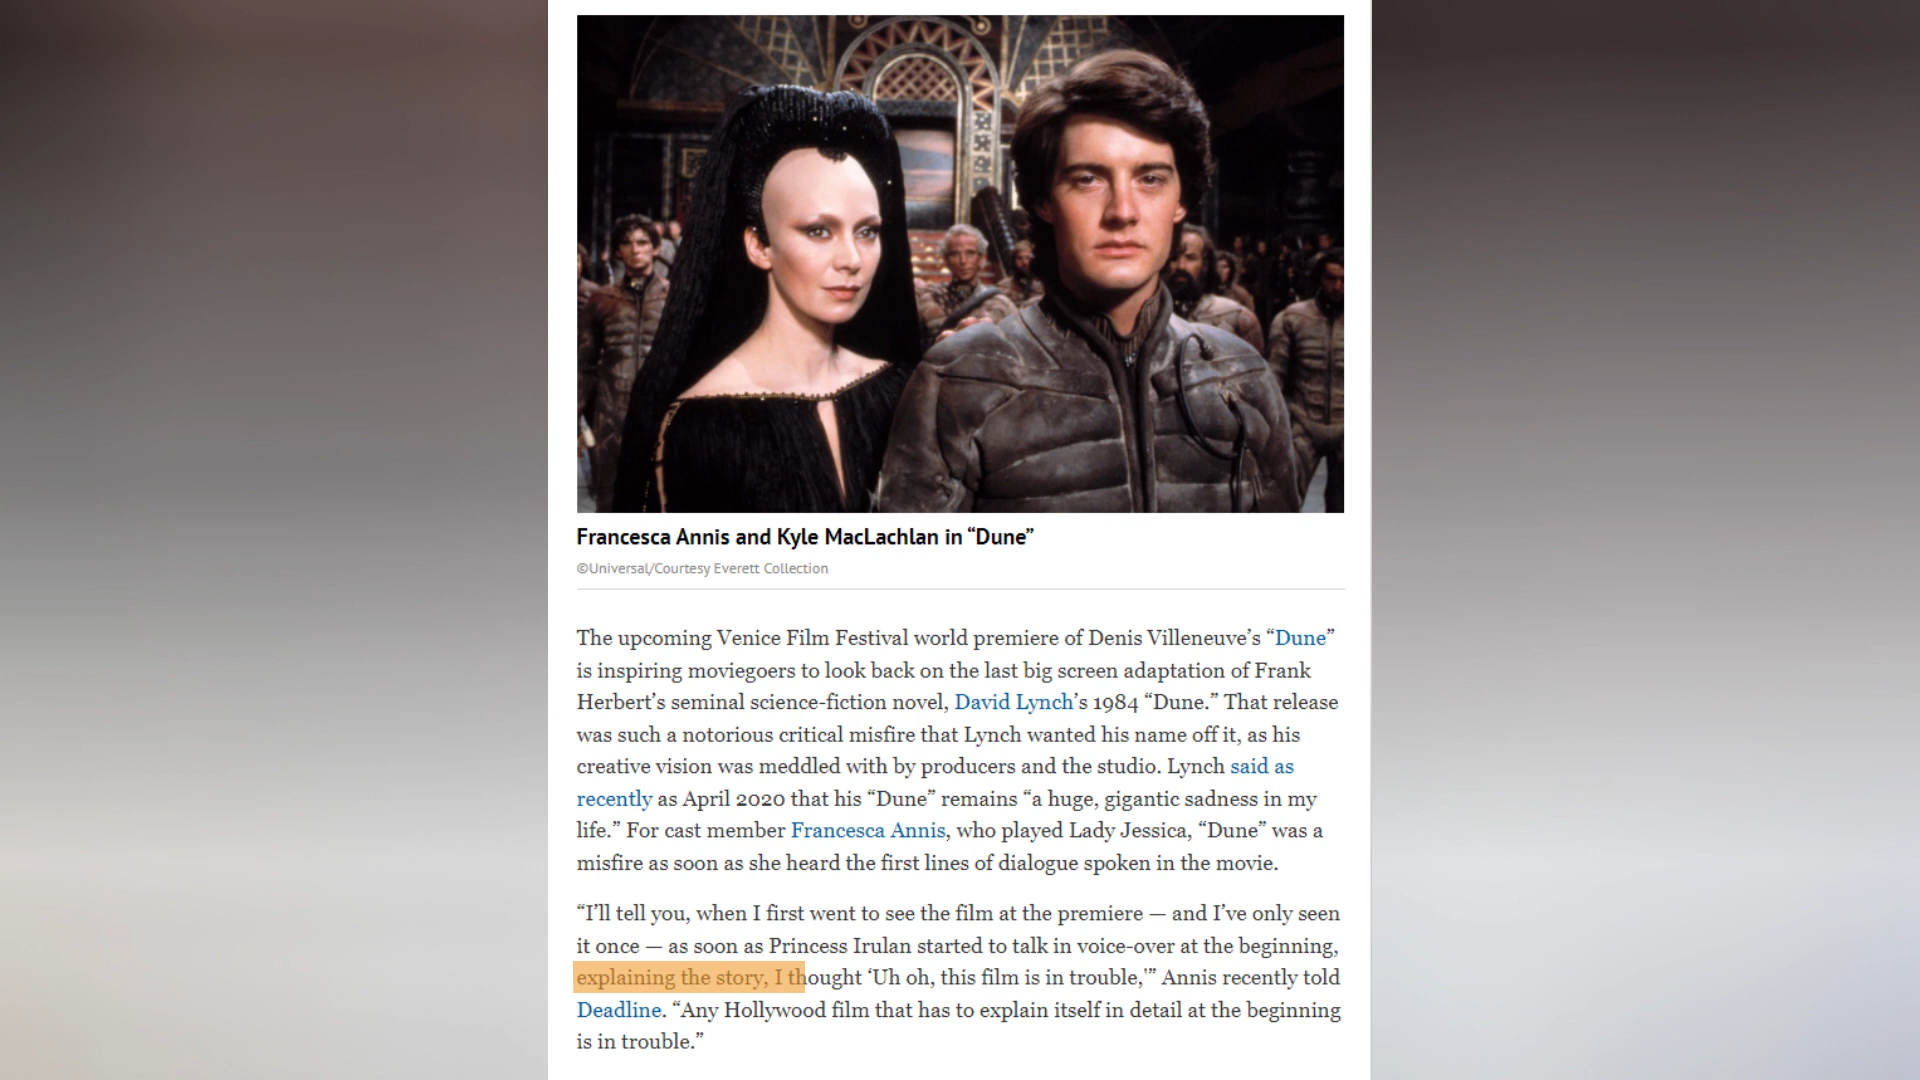 Francesca Annis and Kyle MacLachlan in “Dune”
©Universal/Courtesy Everett Collection
The upcoming Venice Film Festival world premiere of Denis Villeneuve’s “Dune”
is inspiring moviegoers to look back on the last big screen adaptation of Frank
Herbert’s seminal science-fiction novel, David Lynch’s 1984 “Dune.” That release
was such a notorious critical misfire that Lynch wanted his name off it, as his
creative vision was meddled with by producers and the studio. Lynch said as
recently as April 2020 that his “Dune” remains “a huge, gigantic sadness in my
life.” For cast member Francesca Annis, who played Lady Jessica, “Dune” was a
misfire as soon as she heard the first lines of dialogue spoken in the movie.
“I’ll tell you, when I first went to see the film at the premiere — and I’ve only seen
it once — as soon as Princess Irulan started to talk in voice-over at the beginning,
explaining the story, I thought ‘Uh oh, this film is in trouble,'” Annis recently told
Deadline. “Any Hollywood film that has to explain itself in detail at the beginning
is in trouble.”